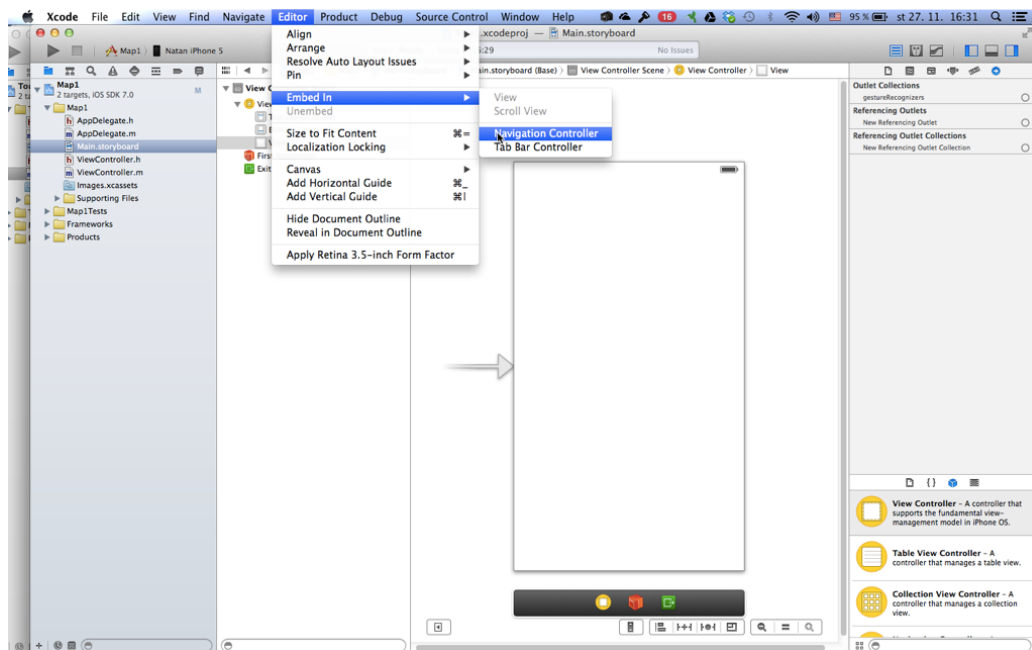 Xcode File Edit View Find Navigate Editor Product Debug Source Control Window Help 16 95 % st 27. 11. 16:31
.xcodeproj — Main.storyboard
Map1 Natan iPhone 5
:29 No Issues
Map1
2 targets, iOS SDK 7.0
M
Map1
AppDelegate.h
AppDelegate.m
Main.storyboard
ViewController.h
ViewController.m
Images.xcassets
Supporting Files
Map1Tests
Frameworks
Products
View C
Exit
Align
Arrange
Resolve Auto Layout Issues
Pin
Embed In
Unembed
Size to Fit Content ⌘=
Localization Locking
Canvas
Add Horizontal Guide ⌘_
Add Vertical Guide ⌘|
Hide Document Outline
Reveal in Document Outline
Apply Retina 3.5-inch Form Factor
View
Scroll View
Navigation Controller
Tab Bar Controller
ain.storyboard (Base) View Controller Scene View Controller View
Outlet Collections
gestureRecognizers
Referencing Outlets
New Referencing Outlet
Referencing Outlet Collections
New Referencing Outlet Collection
View Controller – A controller that
supports the fundamental view-
management model in iPhone OS.
Table View Controller – A
controller that manages a table view.
Collection View Controller – A
controller that manages a collection
view.